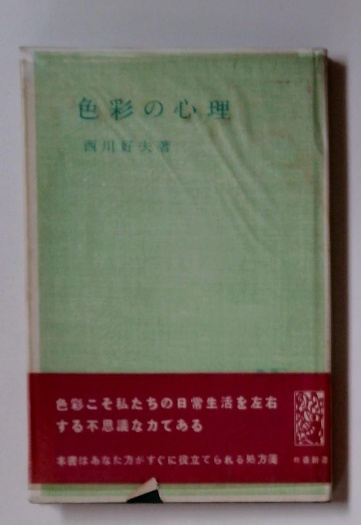 色彩の心理
西川好夫著
色彩こそ私たちの日常生活を左右
する不思議な力である
本書はあなた方がすぐに役立てられる処方箋